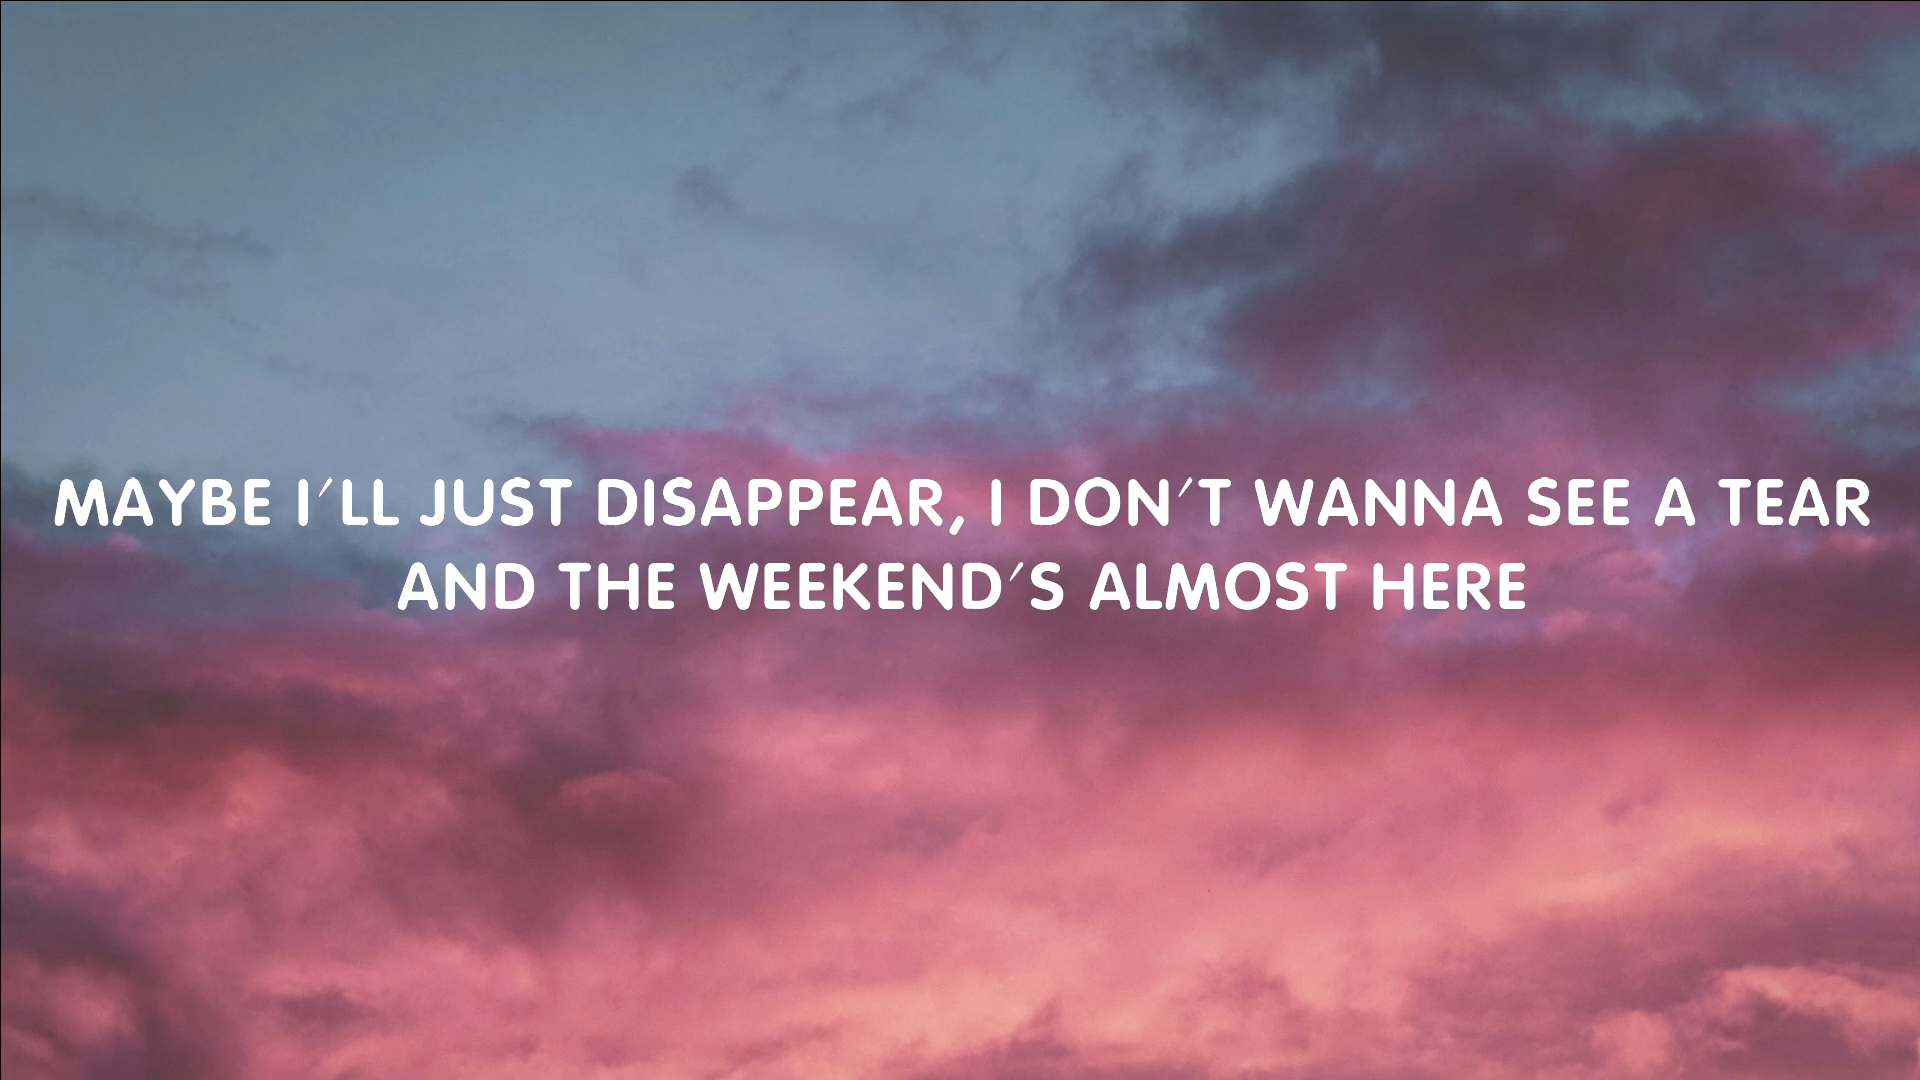 MAYBE I'LL JUST DISAPPEAR, I DON'T WANNA SEE A TEAR
AND THE WEEKEND'S ALMOST HERE